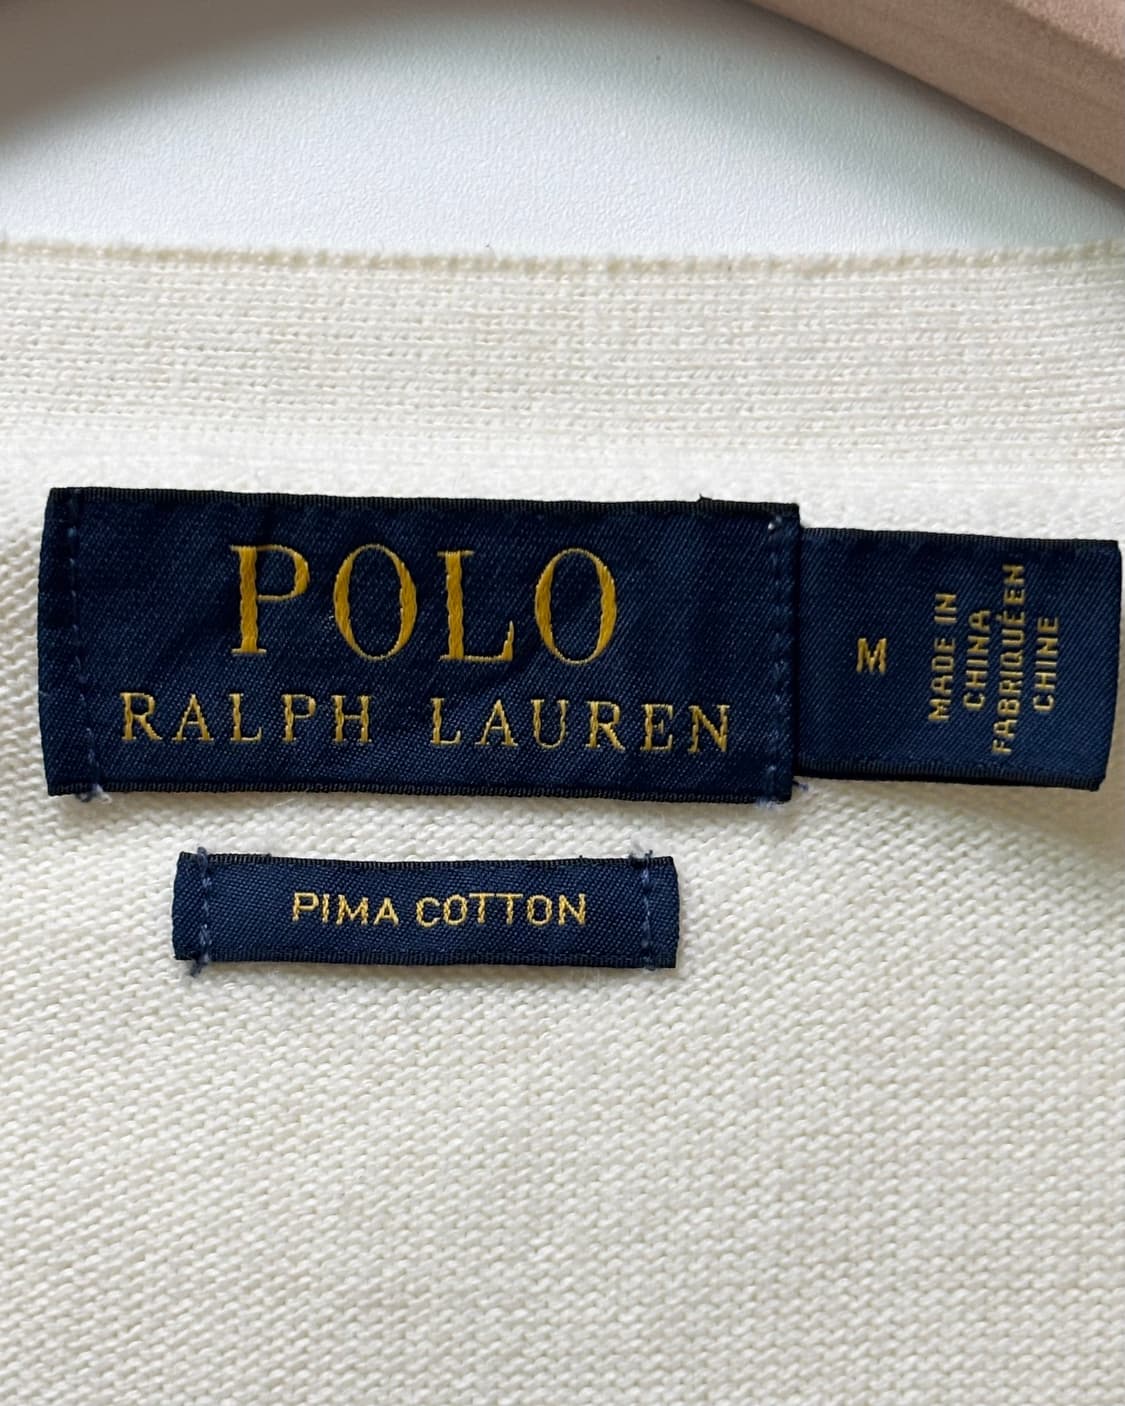 POLO
RALPH LAUREN
M
MADE IN
CHINA
FABRIQUÉ EN
CHINE
PIMA COTTON